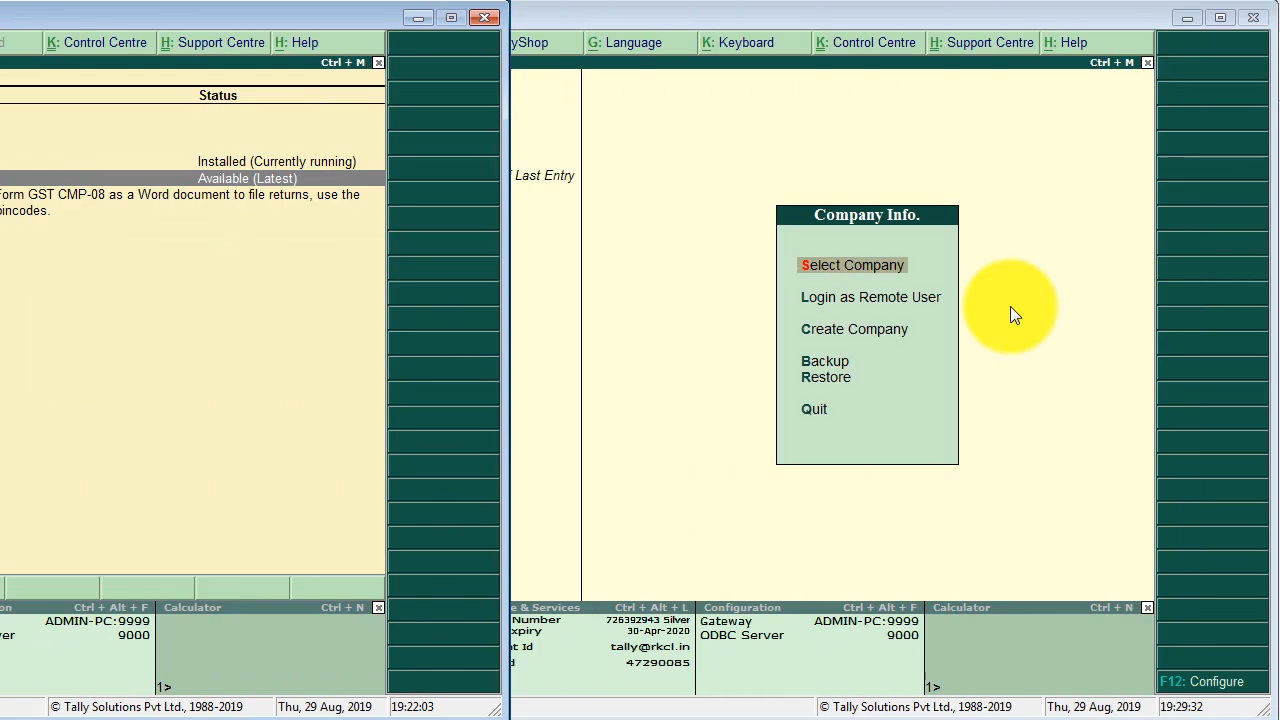 d K: Control Centre H: Support Centre H: Help
Ctrl + M
Status
Installed (Currently running)
Available (Latest)
Form GST CMP-08 as a Word document to file returns, use the
pincodes.
on Ctrl + Alt + F Calculator Ctrl + N
ADMIN-PC:9999
ver 9000
1>
© Tally Solutions Pvt Ltd., 1988-2019 Thu, 29 Aug, 2019 19:22:03
yShop G: Language K: Keyboard K: Control Centre H: Support Centre H: Help
Ctrl + M
Last Entry
Company Info.
Select Company
Login as Remote User
Create Company
Backup
Restore
Quit
e & Services Ctrl + Alt + L Configuration Ctrl + Alt + F Calculator Ctrl + N
Number 726392943 Silver Gateway ADMIN-PC:9999
xpiry 30-Apr-2020 ODBC Server 9000
nt Id tally@rkcl.in
d 47290085
1>
F12: Configure
© Tally Solutions Pvt Ltd., 1988-2019 Thu, 29 Aug, 2019 19:29:32